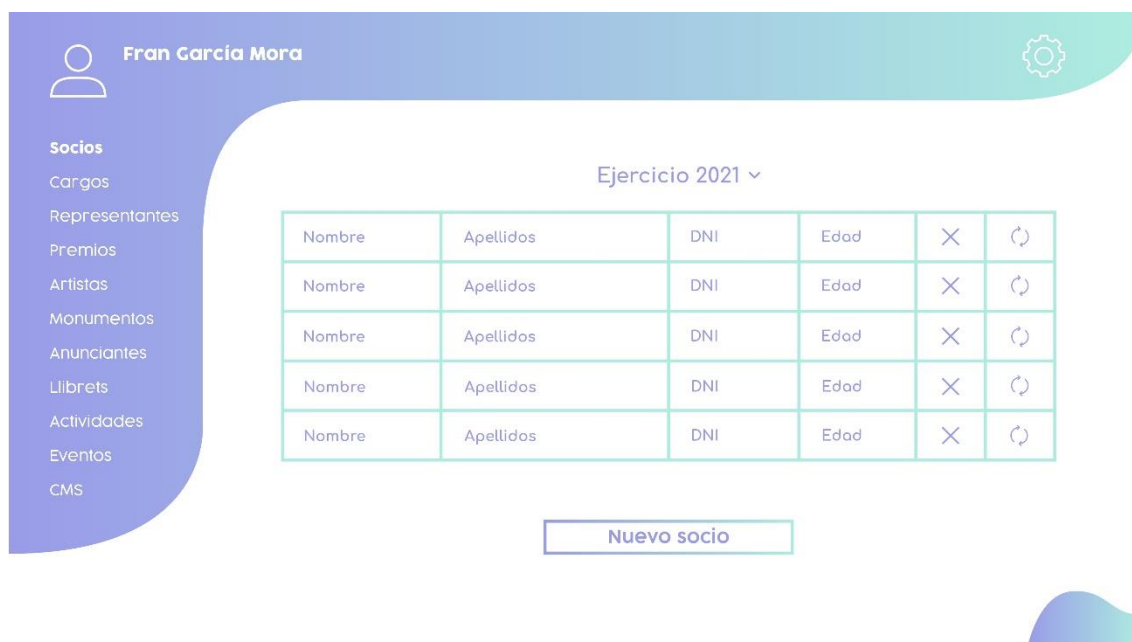 Fran García Mora
Socios
Cargos
Representantes
Premios
Artistas
Monumentos
Anunciantes
Llibrets
Actividades
Eventos
CMS
Ejercicio 2021
Nombre Apellidos DNI Edad
Nombre Apellidos DNI Edad
Nombre Apellidos DNI Edad
Nombre Apellidos DNI Edad
Nombre Apellidos DNI Edad
Nuevo socio